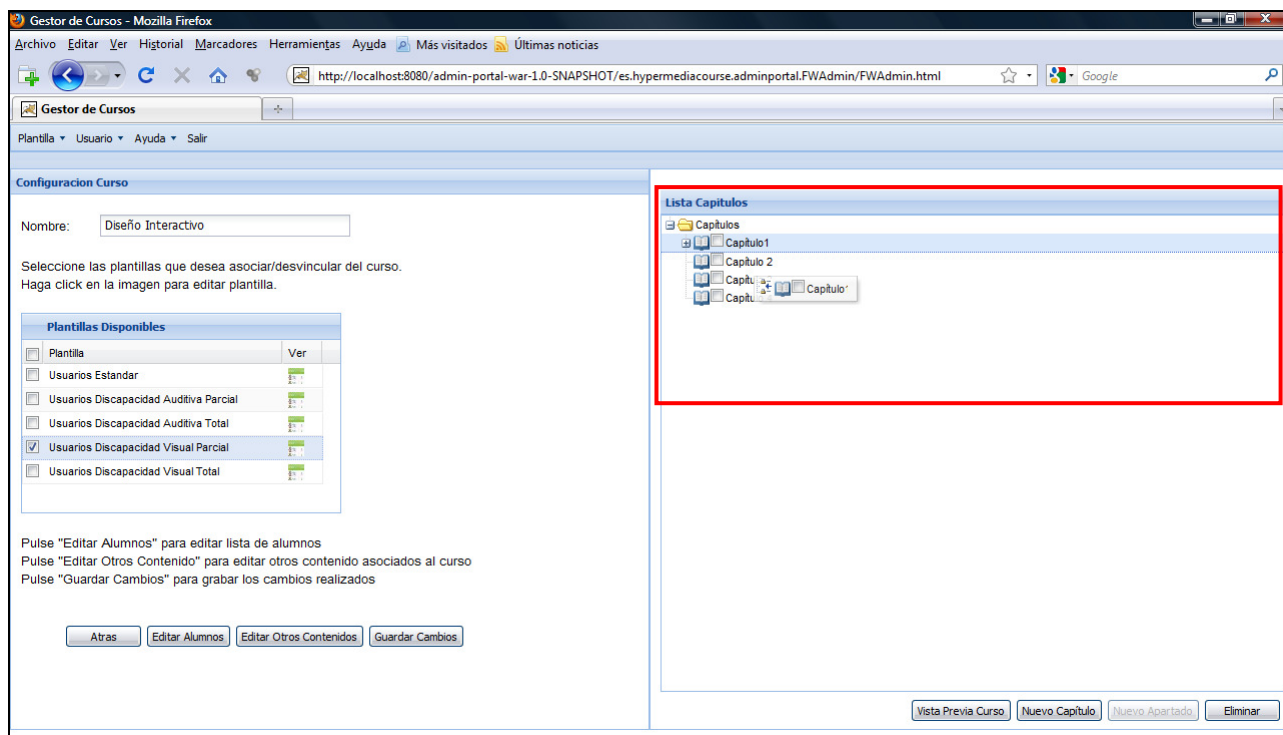 Gestor de Cursos - Mozilla Firefox
Archivo Editar Ver Historial Marcadores Herramientas Ayuda Más visitados Últimas noticias
http://localhost:8080/admin-portal-war-1.0-SNAPSHOT/es.hypermediacourse.adminportal.FWAdmin/FWAdmin.html Google
Gestor de Cursos
Plantilla Usuario Ayuda Salir
Configuracion Curso
Nombre: Diseño Interactivo
Seleccione las plantillas que desea asociar/desvincular del curso.
Haga click en la imagen para editar plantilla.
Plantillas Disponibles
Plantilla Ver
Usuarios Estandar
Usuarios Discapacidad Auditiva Parcial
Usuarios Discapacidad Auditiva Total
Usuarios Discapacidad Visual Parcial
Usuarios Discapacidad Visual Total
Pulse "Editar Alumnos" para editar lista de alumnos
Pulse "Editar Otros Contenido" para editar otros contenido asociados al curso
Pulse "Guardar Cambios" para grabar los cambios realizados
Atras Editar Alumnos Editar Otros Contenidos Guardar Cambios
Lista Capitulos
Capítulos
Capítulo1
Capítulo 2
Vista Previa Curso Nuevo Capítulo Nuevo Apartado Eliminar